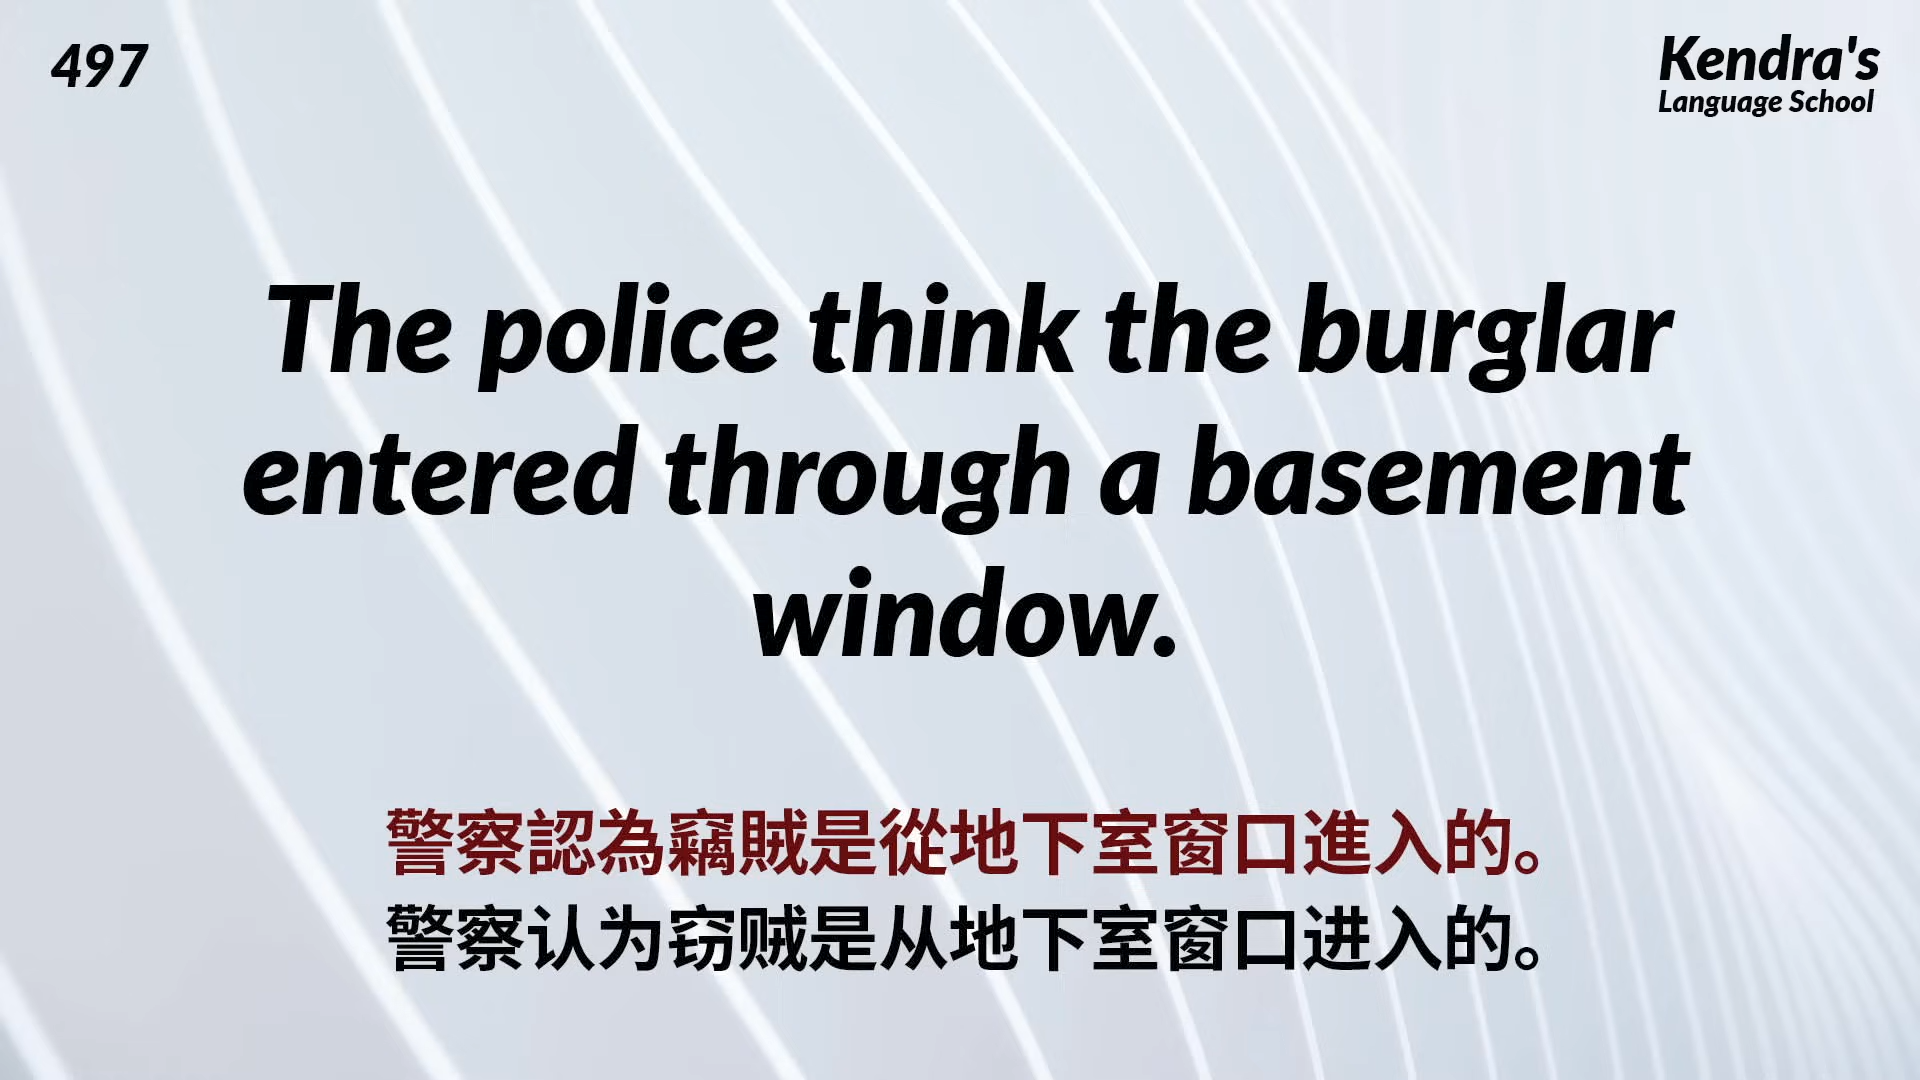 497
Kendra's
Language School
The police think the burglar
entered through a basement
window.
警察認為竊賊是從地下室窗口進入的。
警察认为窃贼是从地下室窗口进入的。